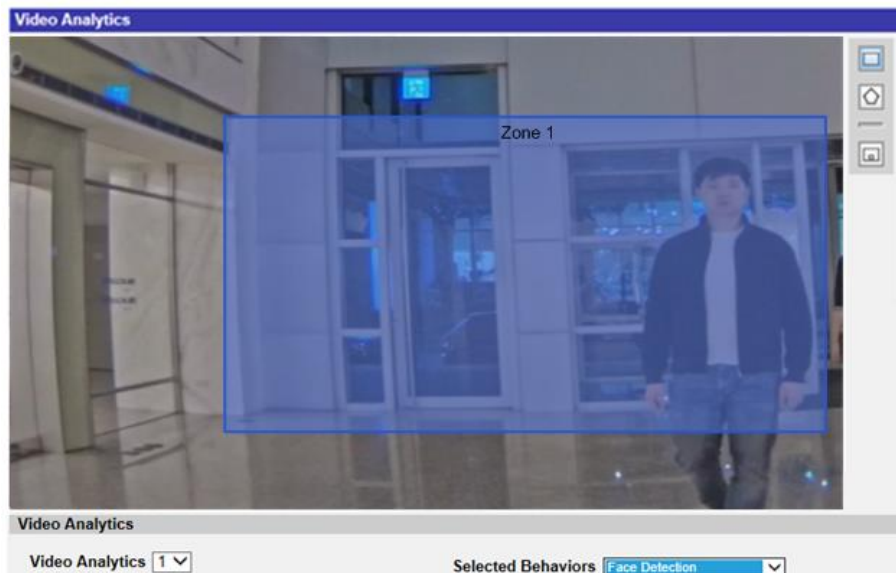 Video Analytics
Zone 1
Video Analytics
Video Analytics 1
Selected Behaviors Face Detection